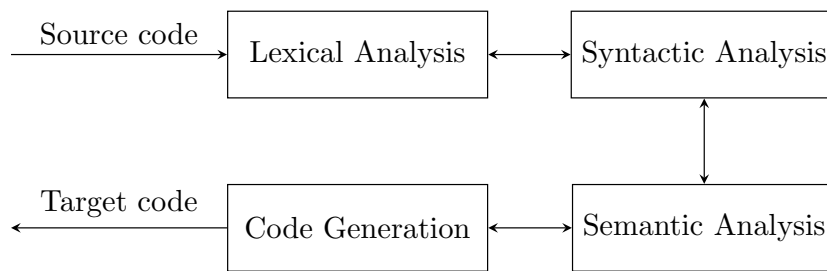 Source code
Lexical Analysis
Syntactic Analysis
Target code
Code Generation
Semantic Analysis